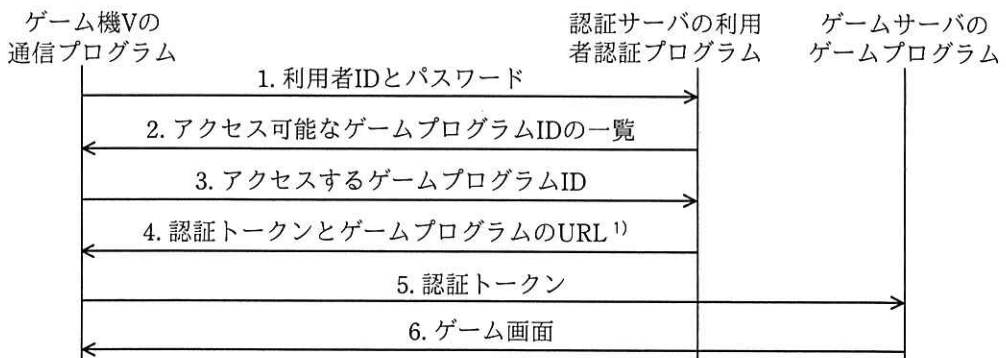 ゲーム機Vの
通信プログラム
認証サーバの利用
者認証プログラム
ゲームサーバの
ゲームプログラム
1. 利用者IDとパスワード
2. アクセス可能なゲームプログラムIDの一覧
3. アクセスするゲームプログラムID
4. 認証トークンとゲームプログラムのURL 1)
5. 認証トークン
6. ゲーム画面